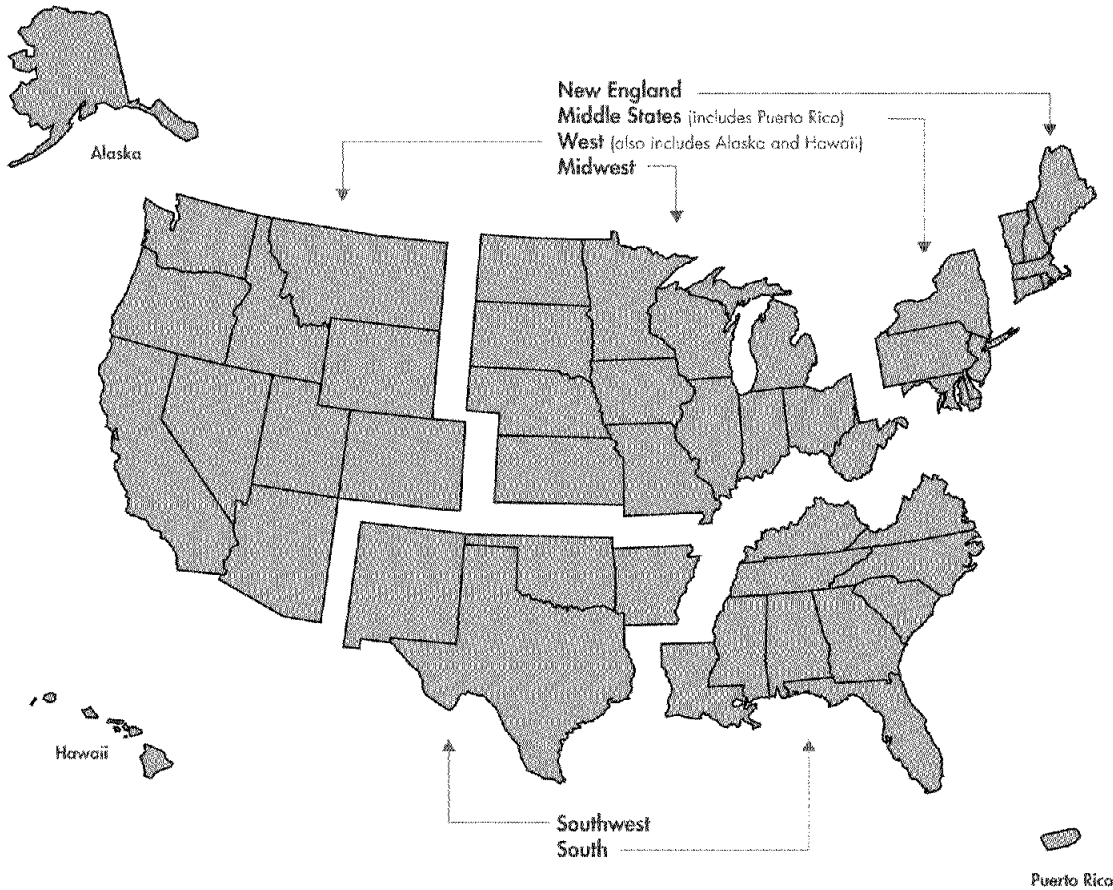 Alaska
New England
Middle States (includes Puerto Rico)
West (also includes Alaska and Hawaii)
Midwest
Hawaii
Southwest
South
Puerto Rico